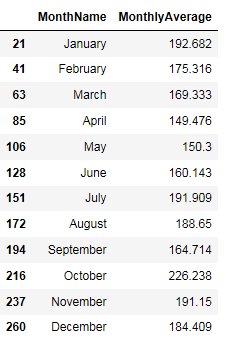 MonthName MonthlyAverage
21 January 192.682
41 February 175.316
63 March 169.333
85 April 149.476
106 May 150.3
128 June 160.143
151 July 191.909
172 August 188.65
194 September 164.714
216 October 226.238
237 November 191.15
260 December 184.409